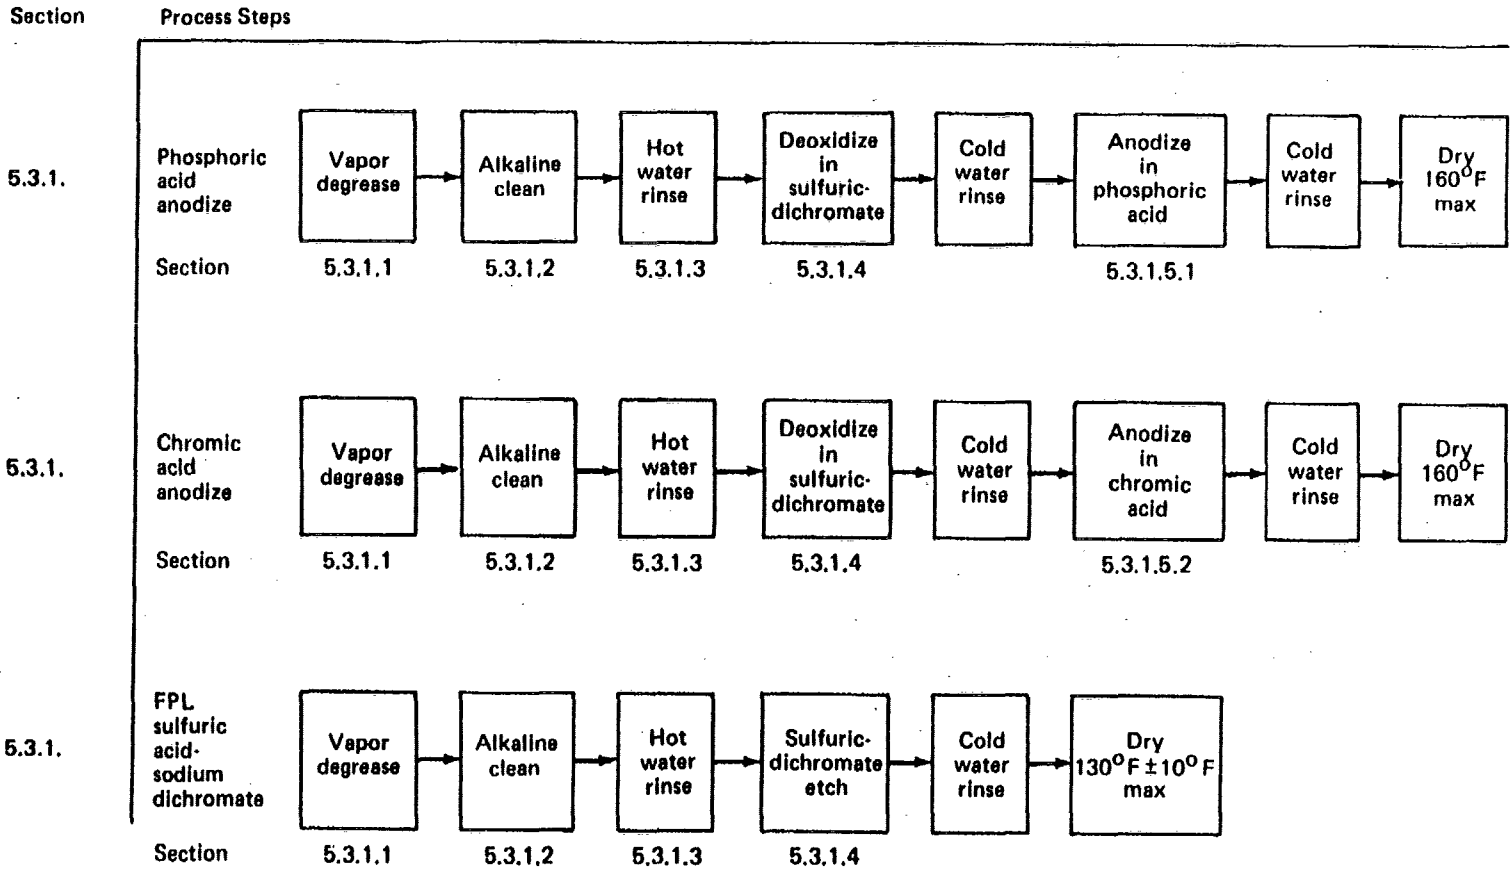 Section Process Steps
5.3.1.
Phosphoric
acid
anodize
Vapor
degrease
Alkaline
clean
Hot
water
rinse
Deoxidize
in
sulfuric-
dichromate
Cold
water
rinse
Anodize
in
phosphoric
acid
Cold
water
rinse
Dry
160°F
max
Section 5.3.1.1 5.3.1.2 5.3.1.3 5.3.1.4 5.3.1.5.1
5.3.1.
Chromic
acid
anodize
Vapor
degrease
Alkaline
clean
Hot
water
rinse
Deoxidize
in
sulfuric-
dichromate
Cold
water
rinse
Anodize
in
chromic
acid
Cold
water
rinse
Dry
160°F
max
Section 5.3.1.1 5.3.1.2 5.3.1.3 5.3.1.4 5.3.1.5.2
5.3.1.
FPL
sulfuric
acid-
sodium
dichromate
Vapor
degrease
Alkaline
clean
Hot
water
rinse
Sulfuric-
dichromate
etch
Cold
water
rinse
Dry
130°F ±10°F
max
Section 5.3.1.1 5.3.1.2 5.3.1.3 5.3.1.4